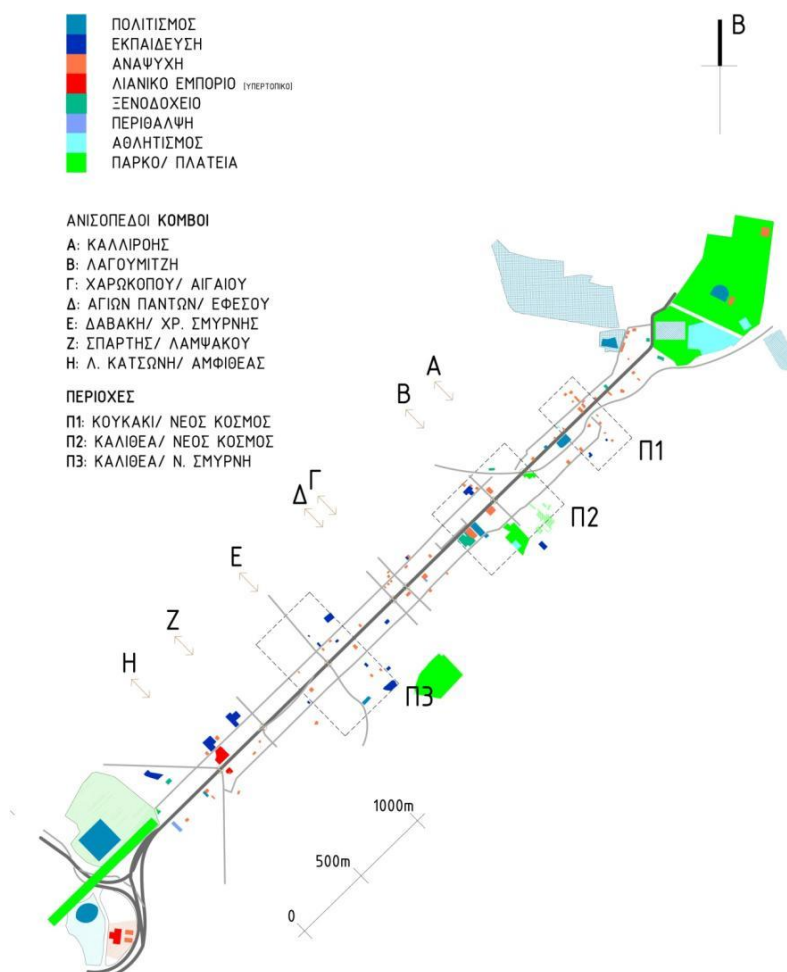 ΠΟΛΙΤΙΣΜΟΣ
ΕΚΠΑΙΔΕΥΣΗ
ΑΝΑΨΥΧΗ
ΛΙΑΝΙΚΟ ΕΜΠΟΡΙΟ [ΥΠΕΡΤΟΠΙΚΟ]
ΞΕΝΟΔΟΧΕΙΟ
ΠΕΡΙΘΑΛΨΗ
ΑΘΛΗΤΙΣΜΟΣ
ΠΑΡΚΟ/ ΠΛΑΤΕΙΑ
Β
ΑΝΙΣΟΠΕΔΟΙ ΚΟΜΒΟΙ
Α: ΚΑΛΛΙΡΟΗΣ
Β: ΛΑΓΟΥΜΙΤΖΗ
Γ: ΧΑΡΩΚΟΠΟΥ/ ΑΙΓΑΙΟΥ
Δ: ΑΓΙΩΝ ΠΑΝΤΩΝ/ ΕΦΕΣΟΥ
Ε: ΔΑΒΑΚΗ/ ΧΡ. ΣΜΥΡΝΗΣ
Ζ: ΣΠΑΡΤΗΣ/ ΛΑΜΨΑΚΟΥ
Η: Λ. ΚΑΤΣΩΝΗ/ ΑΜΦΙΘΕΑΣ
ΠΕΡΙΟΧΕΣ
Π1: ΚΟΥΚΑΚΙ/ ΝΕΟΣ ΚΟΣΜΟΣ
Π2: ΚΑΛΙΘΕΑ/ ΝΕΟΣ ΚΟΣΜΟΣ
Π3: ΚΑΛΙΘΕΑ/ Ν. ΣΜΥΡΝΗ
Α
Β
Π1
Γ
Δ
Π2
Ε
Ζ
Η
Π3
1000m
500m
0